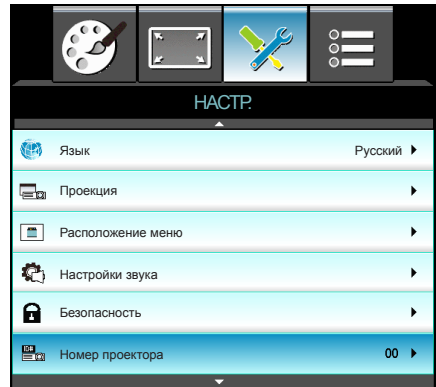 НАСТР.
Язык Русский
Проекция
Расположение меню
Настройки звука
Безопасность
Номер проектора 00